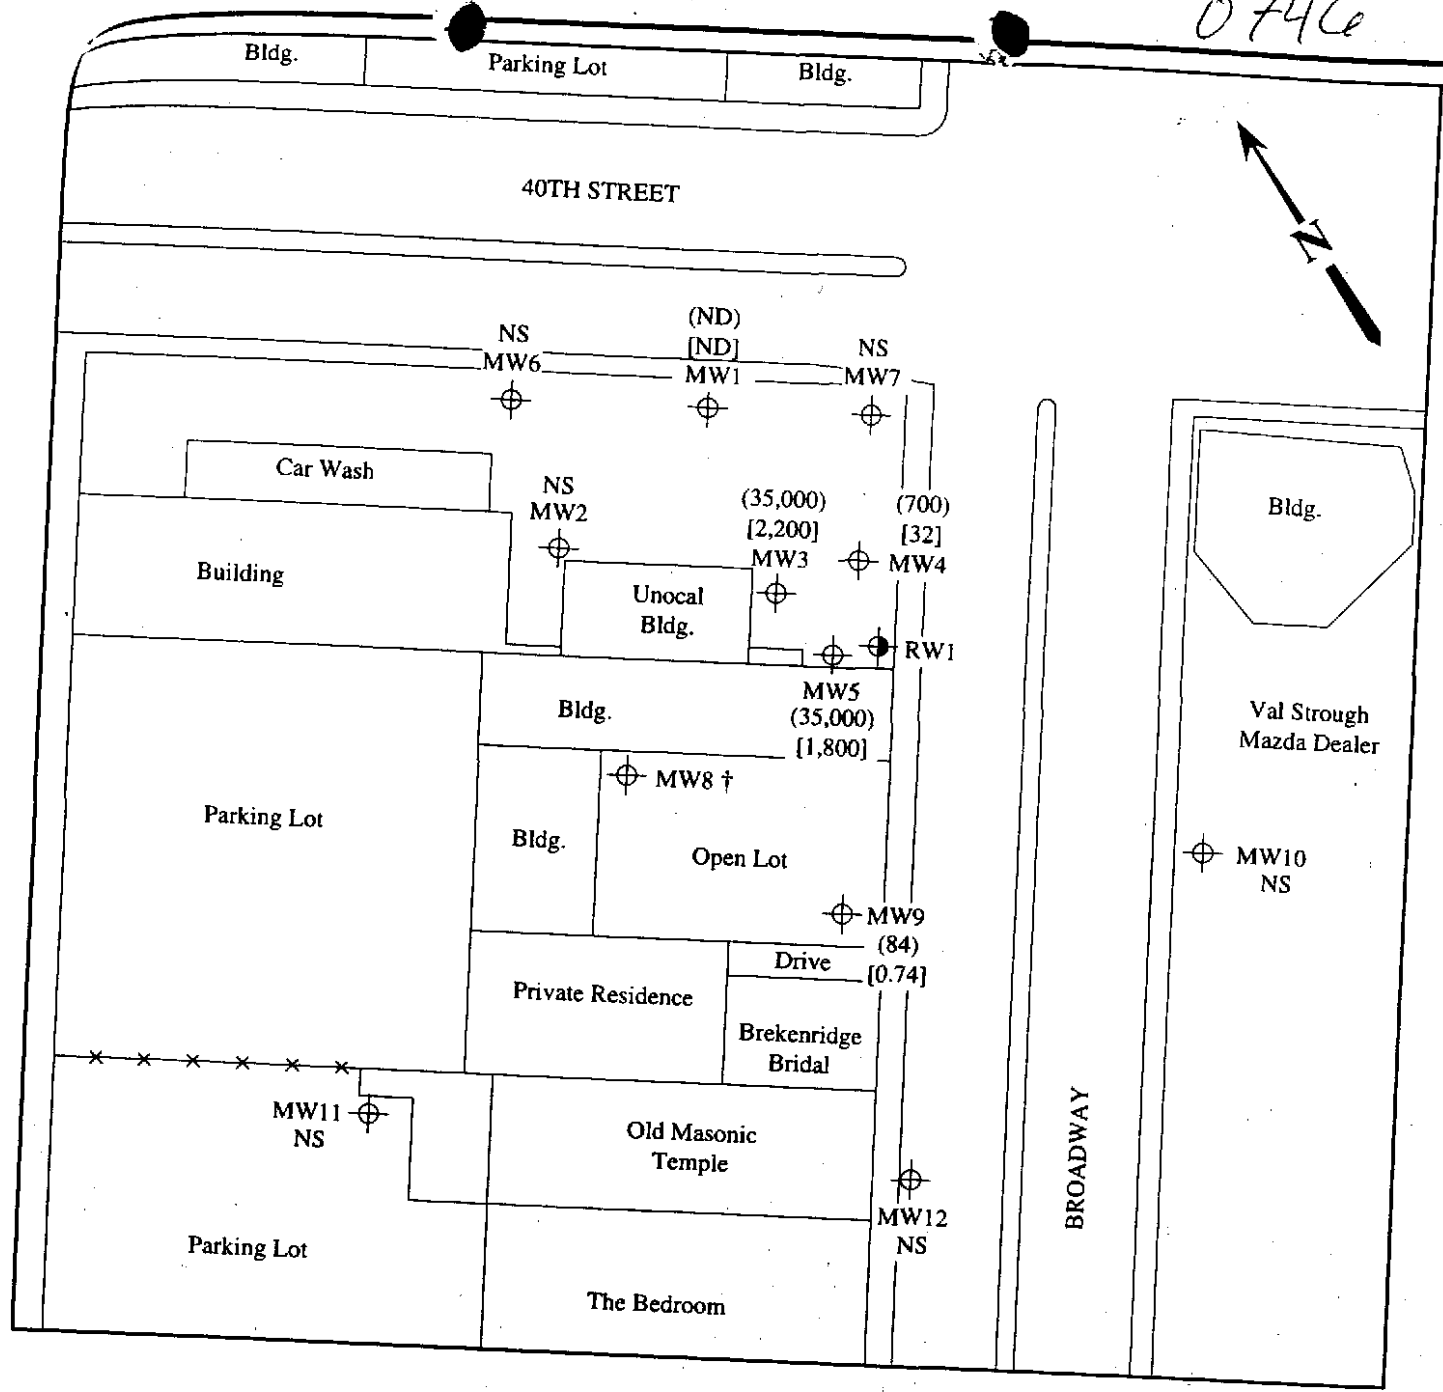 0746
Bldg.
Parking Lot
Bldg.
40TH STREET
N
NS
MW6
(ND)
[ND]
MW1
NS
MW7
Car Wash
NS
MW2
(35,000)
[2,200]
MW3
(700)
[32]
MW4
Bldg.
Building
Unocal
Bldg.
RW1
MW5
(35,000)
[1,800]
Bldg.
Val Strough
Mazda Dealer
MW8 †
Parking Lot
Bldg.
Open Lot
MW10
NS
MW9
(84)
[0.74]
Drive
Private Residence
Brekenridge
Bridal
MW11
NS
Old Masonic
Temple
BROADWAY
MW12
NS
Parking Lot
The Bedroom